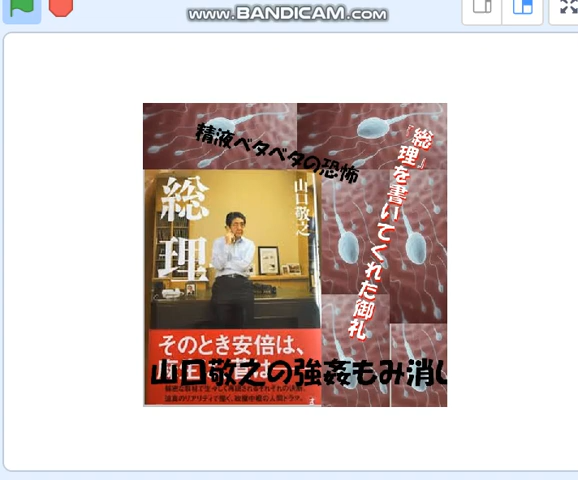 www.BANDICAM.com
精液ベタベタの恐怖
『総理』を書いてくれた御礼
総理
山口敬之
そのとき安倍は、
山口敬之の強姦もみ消し